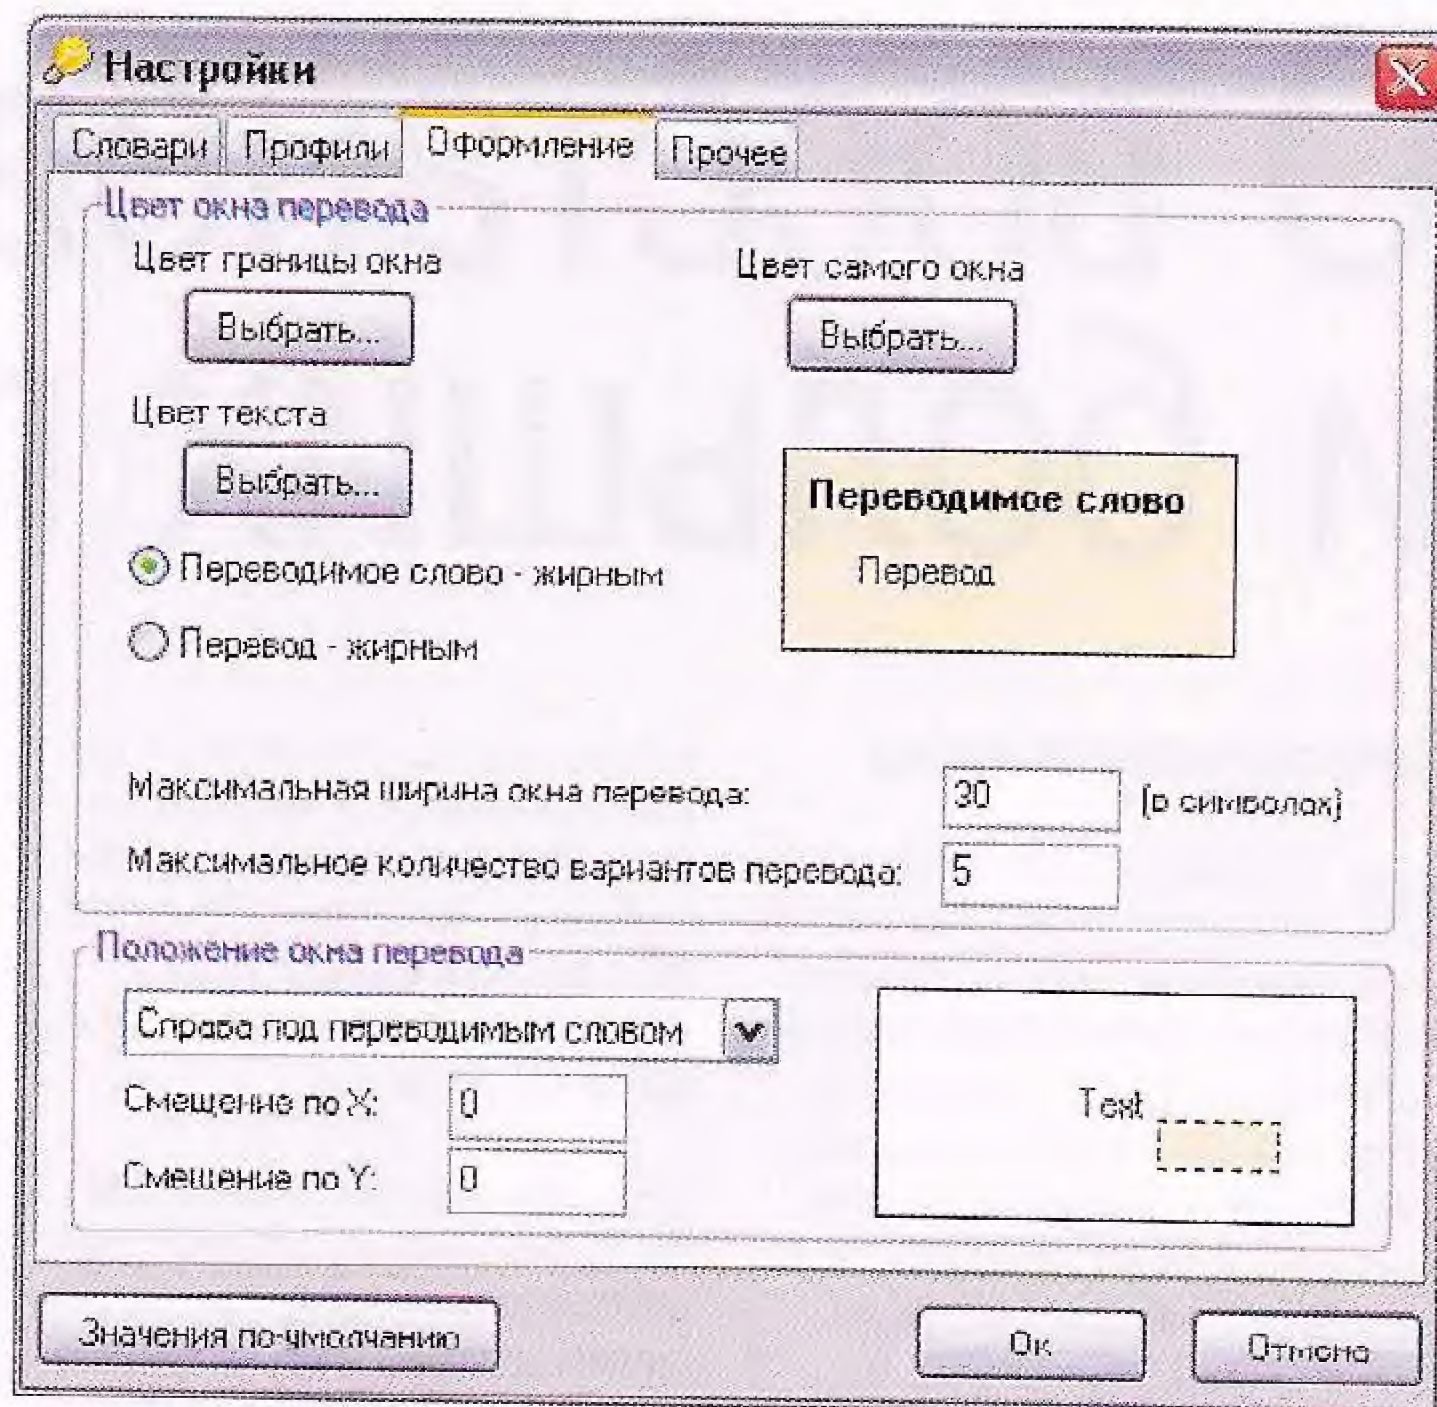 Настройки
Словари Профили Оформление Прочее
Цвет окна перевода
Цвет границы окна Цвет самого окна
Выбрать... Выбрать...
Цвет текста
Выбрать...
Переводимое слово
Переводимое слово - жирным
Перевод
Перевод - жирным
Максимальная ширина окна перевода: 30 (в символах)
Максимальное количество вариантов перевода: 5
Положение окна перевода
Справа под переводимым словом
Смещение по X: 0
Text
Смещение по Y: 0
Значения по-умолчанию Ок Отмена